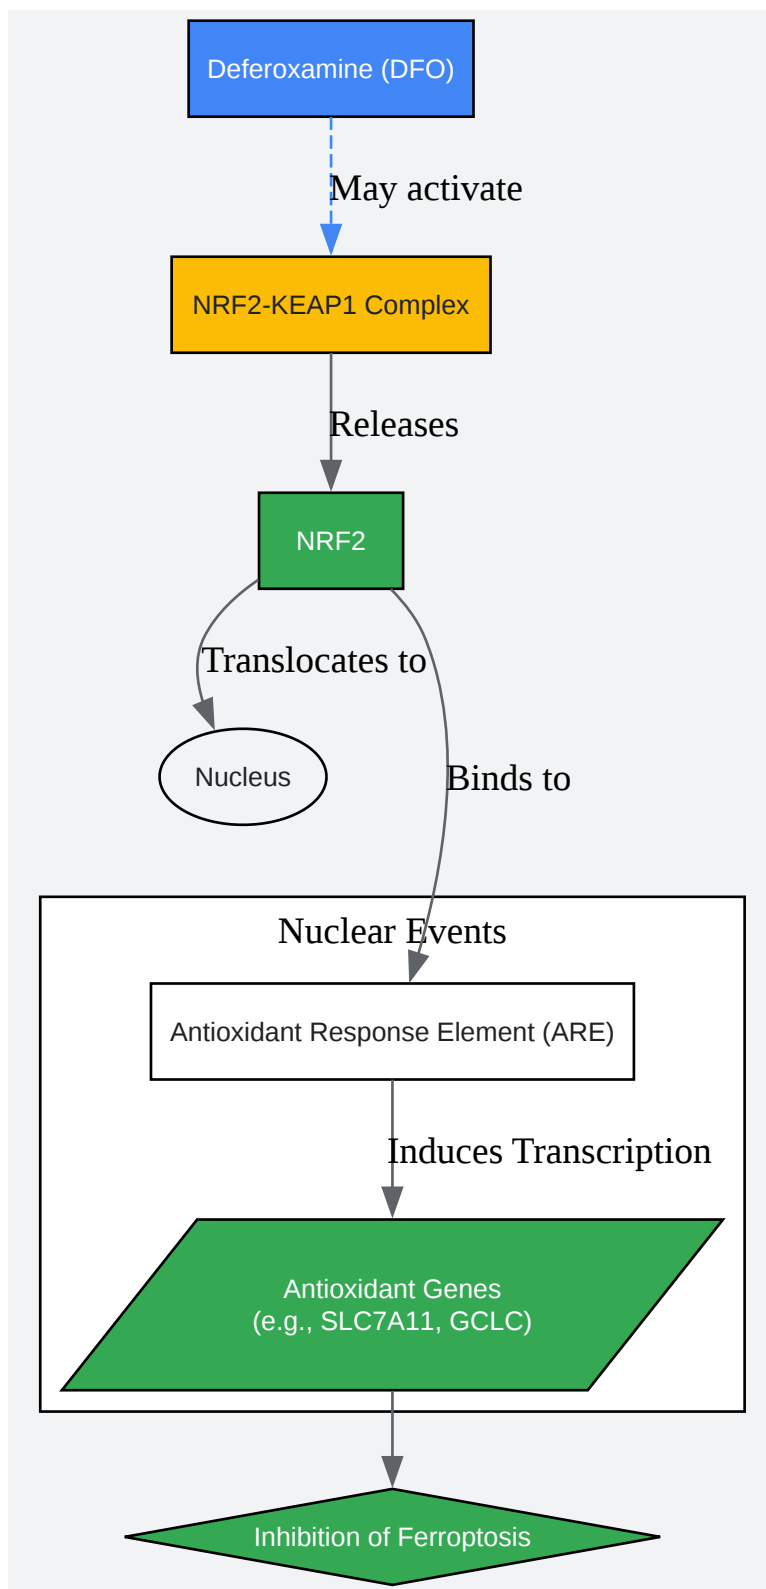 Deferoxamine (DFO)
May activate
NRF2-KEAP1 Complex
Releases
NRF2
Translocates to
Nucleus
Binds to
Nuclear Events
Antioxidant Response Element (ARE)
Induces Transcription
Antioxidant Genes
(e.g., SLC7A11, GCLC)
Inhibition of Ferroptosis